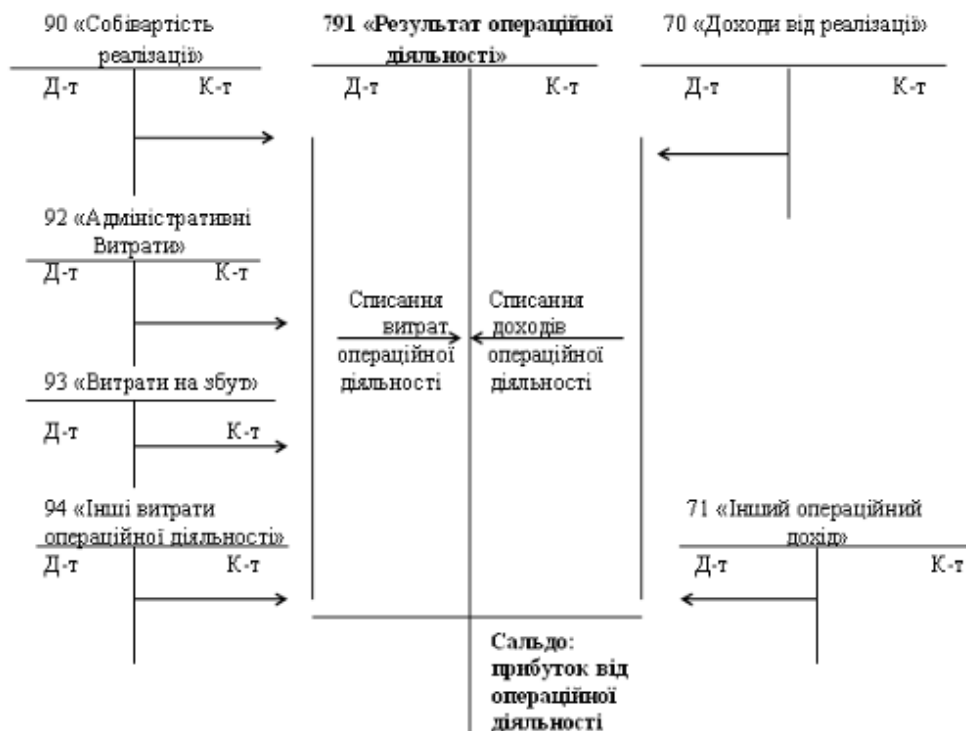 90 «Собівартість
реалізації»
Д-т К-т
791 «Результат операційної
діяльності»
Д-т К-т
70 «Доходи від реалізації»
Д-т К-т
92 «Адміністративні
Витрати»
Д-т К-т
Списання
витрат
операційної
діяльності
Списання
доходів
операційної
діяльності
93 «Витрати на збут»
Д-т К-т
94 «Інші витрати
операційної діяльності»
Д-т К-т
71 «Інший операційний
дохід»
Д-т К-т
Сальдо:
прибуток від
операційної
діяльності